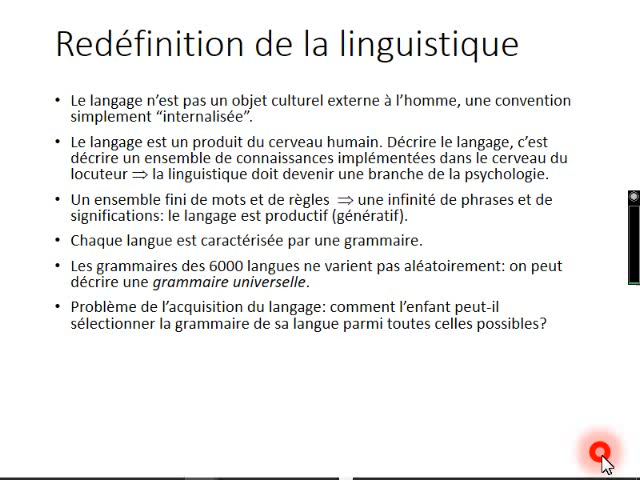 Redéfinition de la linguistique
• Le langage n’est pas un objet culturel externe à l’homme, une convention
simplement “internalisée”.
• Le langage est un produit du cerveau humain. Décrire le langage, c’est
décrire un ensemble de connaissances implémentées dans le cerveau du
locuteur ⇒ la linguistique doit devenir une branche de la psychologie.
• Un ensemble fini de mots et de règles ⇒ une infinité de phrases et de
significations: le langage est productif (génératif).
• Chaque langue est caractérisée par une grammaire.
• Les grammaires des 6000 langues ne varient pas aléatoirement: on peut
décrire une grammaire universelle.
• Problème de l’acquisition du langage: comment l’enfant peut-il
sélectionner la grammaire de sa langue parmi toutes celles possibles?